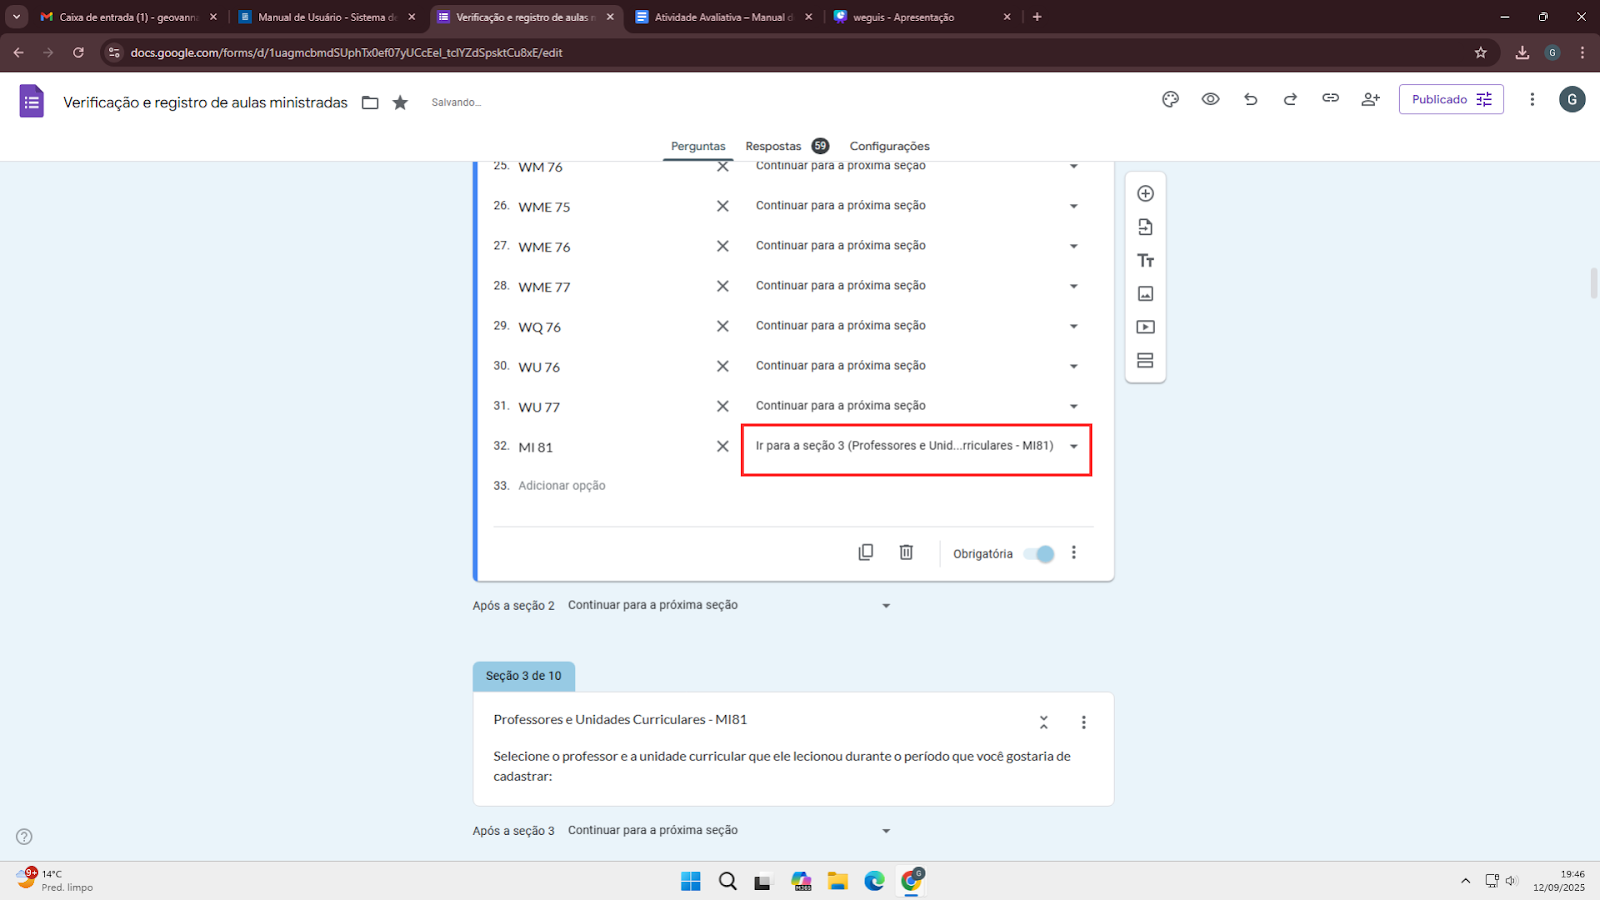 Caixa de entrada (1) - geovanna
Manual de Usuário - Sistema de
Verificação e registro de aulas m
Atividade Avaliativa – Manual d
weguis - Apresentação
docs.google.com/forms/d/1uagmcbmdSUphTx0ef07yUCcEel_tclYZdSpsktCu8xE/edit
G
Verificação e registro de aulas ministradas
Salvando...
Publicado
G
Perguntas
Respostas 59
Configurações
25. WM 76 Continuar para a próxima seção
26. WME 75 Continuar para a próxima seção
27. WME 76 Continuar para a próxima seção
28. WME 77 Continuar para a próxima seção
29. WQ 76 Continuar para a próxima seção
30. WU 76 Continuar para a próxima seção
31. WU 77 Continuar para a próxima seção
32. MI 81 Ir para a seção 3 (Professores e Unid...rriculares - MI81)
33. Adicionar opção
Tт
Obrigatória
Após a seção 2 Continuar para a próxima seção
Seção 3 de 10
Professores e Unidades Curriculares - MI81
Selecione o professor e a unidade curricular que ele lecionou durante o período que você gostaria de
cadastrar:
Após a seção 3 Continuar para a próxima seção
9+
14°C
Pred. limpo
M365
G
19:46
12/09/2025